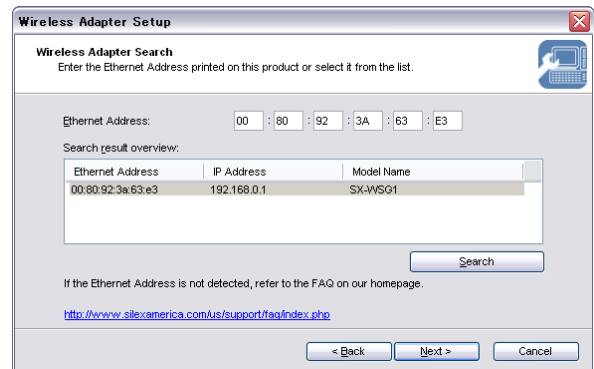 Wireless Adapter Setup
Wireless Adapter Search
Enter the Ethernet Address printed on this product or select it from the list.
Ethernet Address: 00 : 80 : 92 : 3A : 63 : E3
Search result overview:
Ethernet Address IP Address Model Name
00:80:92:3a:63:e3 192.168.0.1 SX-WSG1
Search
If the Ethernet Address is not detected, refer to the FAQ on our homepage.
http://www.silexamerica.com/us/support/faq/index.php
< Back Next > Cancel